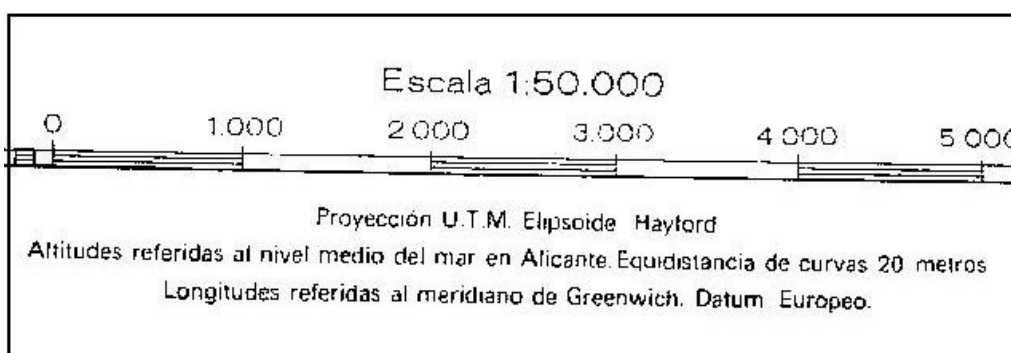 Escala 1:50.000
0 1.000 2 000 3.000 4 000 5 000
Proyección U.T.M. Elipsoide Hayford
Altitudes referidas al nivel medio del mar en Alicante. Equidistancia de curvas 20 metros
Longitudes referidas al meridiano de Greenwich. Datum Europeo.